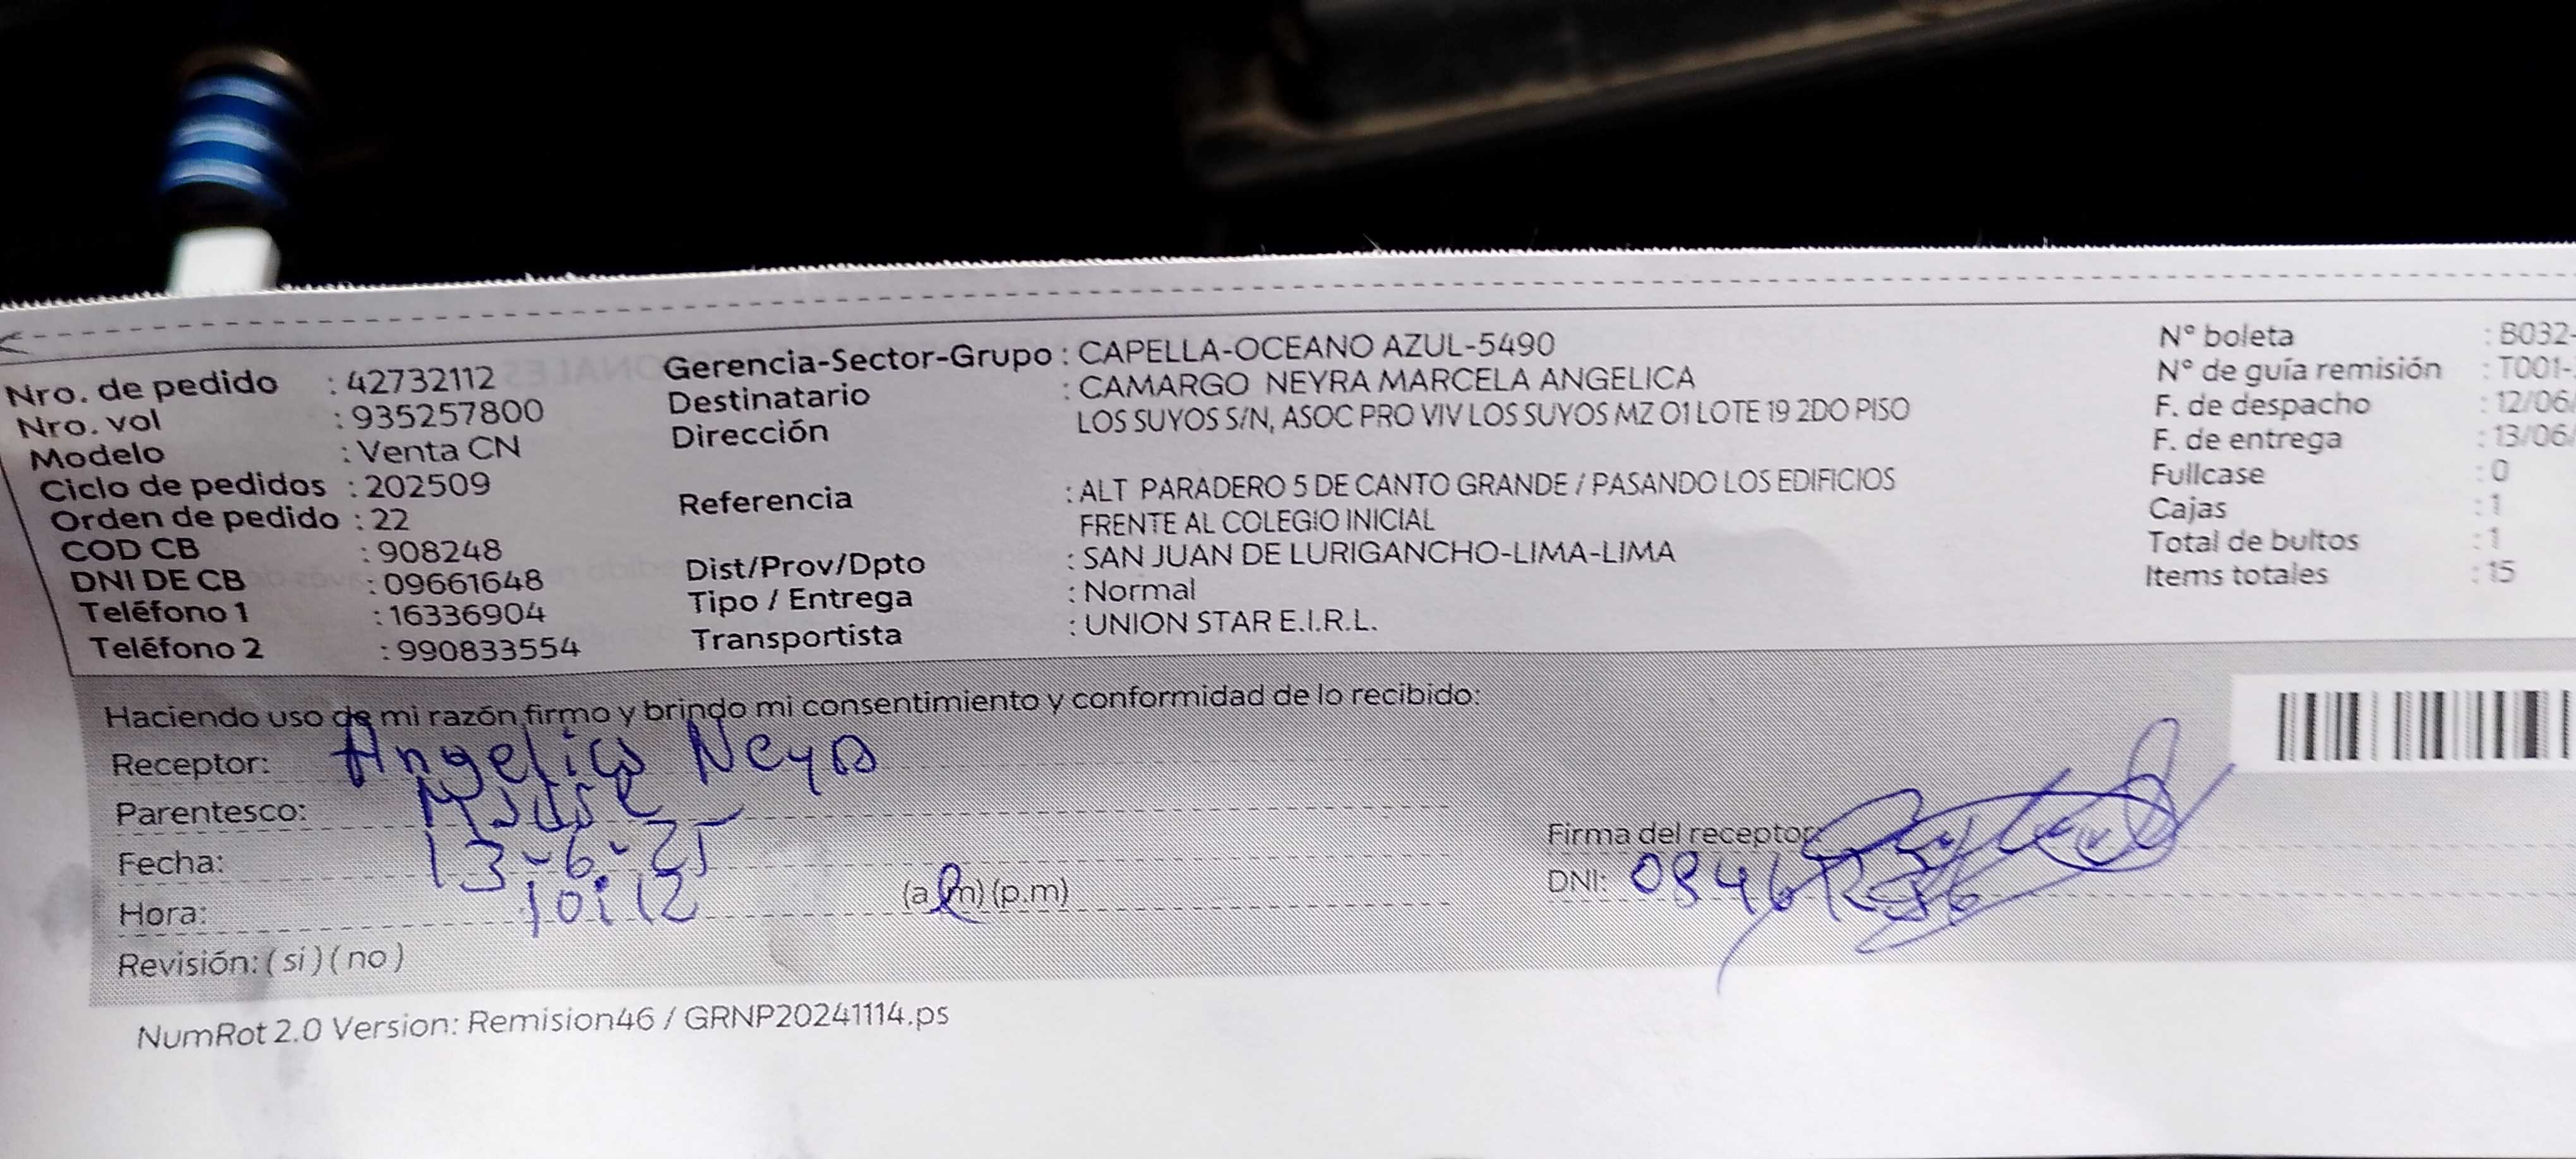 Nro. de pedido : 42732112
Nro. vol : 935257800
Modelo : Venta CN
Ciclo de pedidos : 202509
Orden de pedido : 22
COD CB : 908248
DNI DE CB : 09661648
Teléfono 1 : 16336904
Teléfono 2 : 990833554
Gerencia-Sector-Grupo : CAPELLA-OCEANO AZUL-5490
Destinatario : CAMARGO NEYRA MARCELA ANGELICA
Dirección LOS SUYOS S/N, ASOC PRO VIV LOS SUYOS MZ O1 LOTE 19 2DO PISO
Referencia : ALT PARADERO 5 DE CANTO GRANDE / PASANDO LOS EDIFICIOS
FRENTE AL COLEGIO INICIAL
Dist/Prov/Dpto : SAN JUAN DE LURIGANCHO-LIMA-LIMA
Tipo / Entrega : Normal
Transportista : UNION STAR E.I.R.L.
N° boleta : B032-
N° de guía remisión : T001-
F. de despacho : 12/06/
F. de entrega : 13/06/
Fullcase : 0
Cajas : 1
Total de bultos : 1
Items totales : 15
Haciendo uso de mi razón firmo y brindo mi consentimiento y conformidad de lo recibido:
Receptor: Angelica Neyra
Parentesco: Madre
Fecha: 13-6-25
Hora: 10:12 (a.m) (p.m)
Revisión: ( si ) ( no )
Firma del receptor
DNI:
NumRot 2.0 Version: Remision46 / GRNP20241114.ps